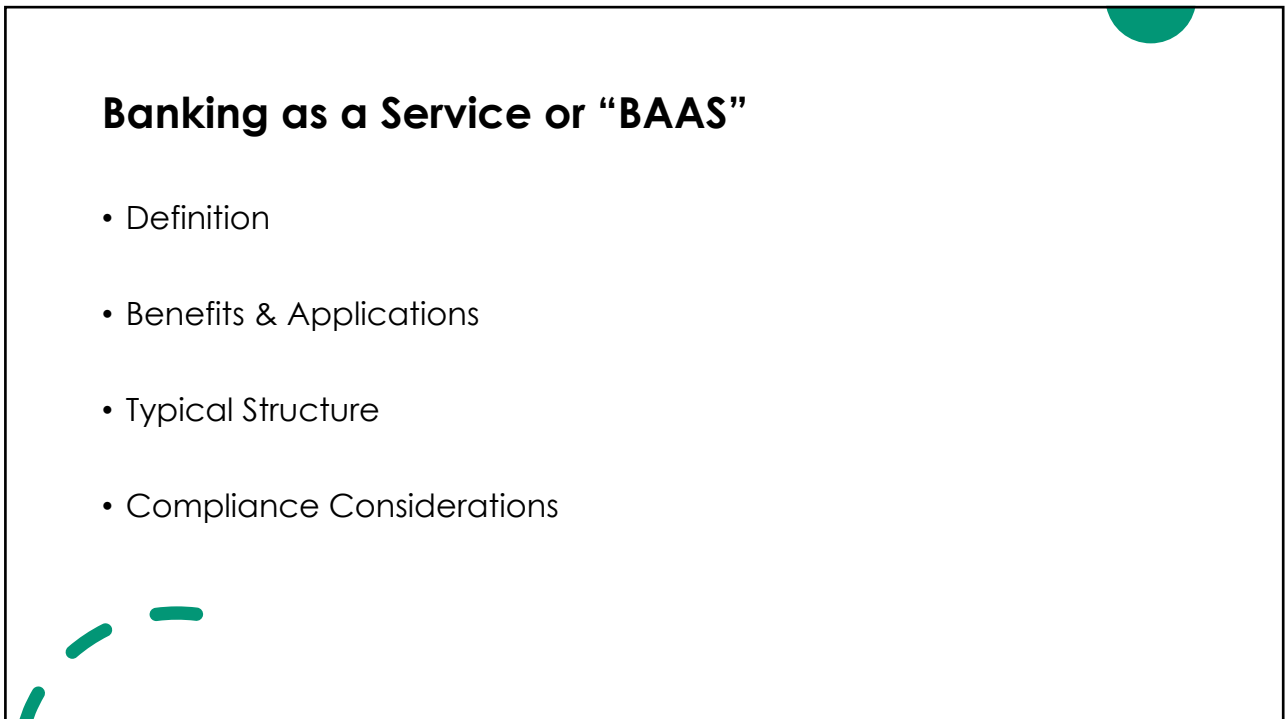 Banking as a Service or “BAAS”
• Definition
• Benefits & Applications
• Typical Structure
• Compliance Considerations